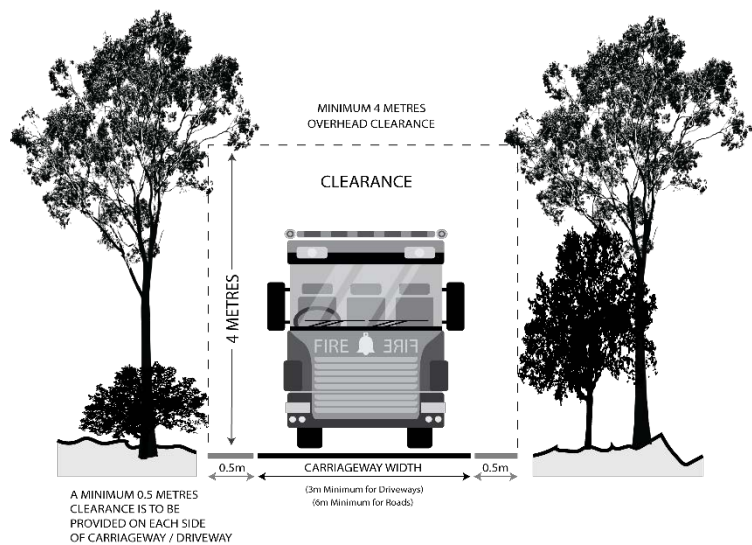 MINIMUM 4 METRES
OVERHEAD CLEARANCE
CLEARANCE
4 METRES
FIRE FIRE
0.5m
CARRIAGEWAY WIDTH
0.5m
(3m Minimum for Driveways)
(6m Minimum for Roads)
A MINIMUM 0.5 METRES
CLEARANCE IS TO BE
PROVIDED ON EACH SIDE
OF CARRIAGEWAY / DRIVEWAY